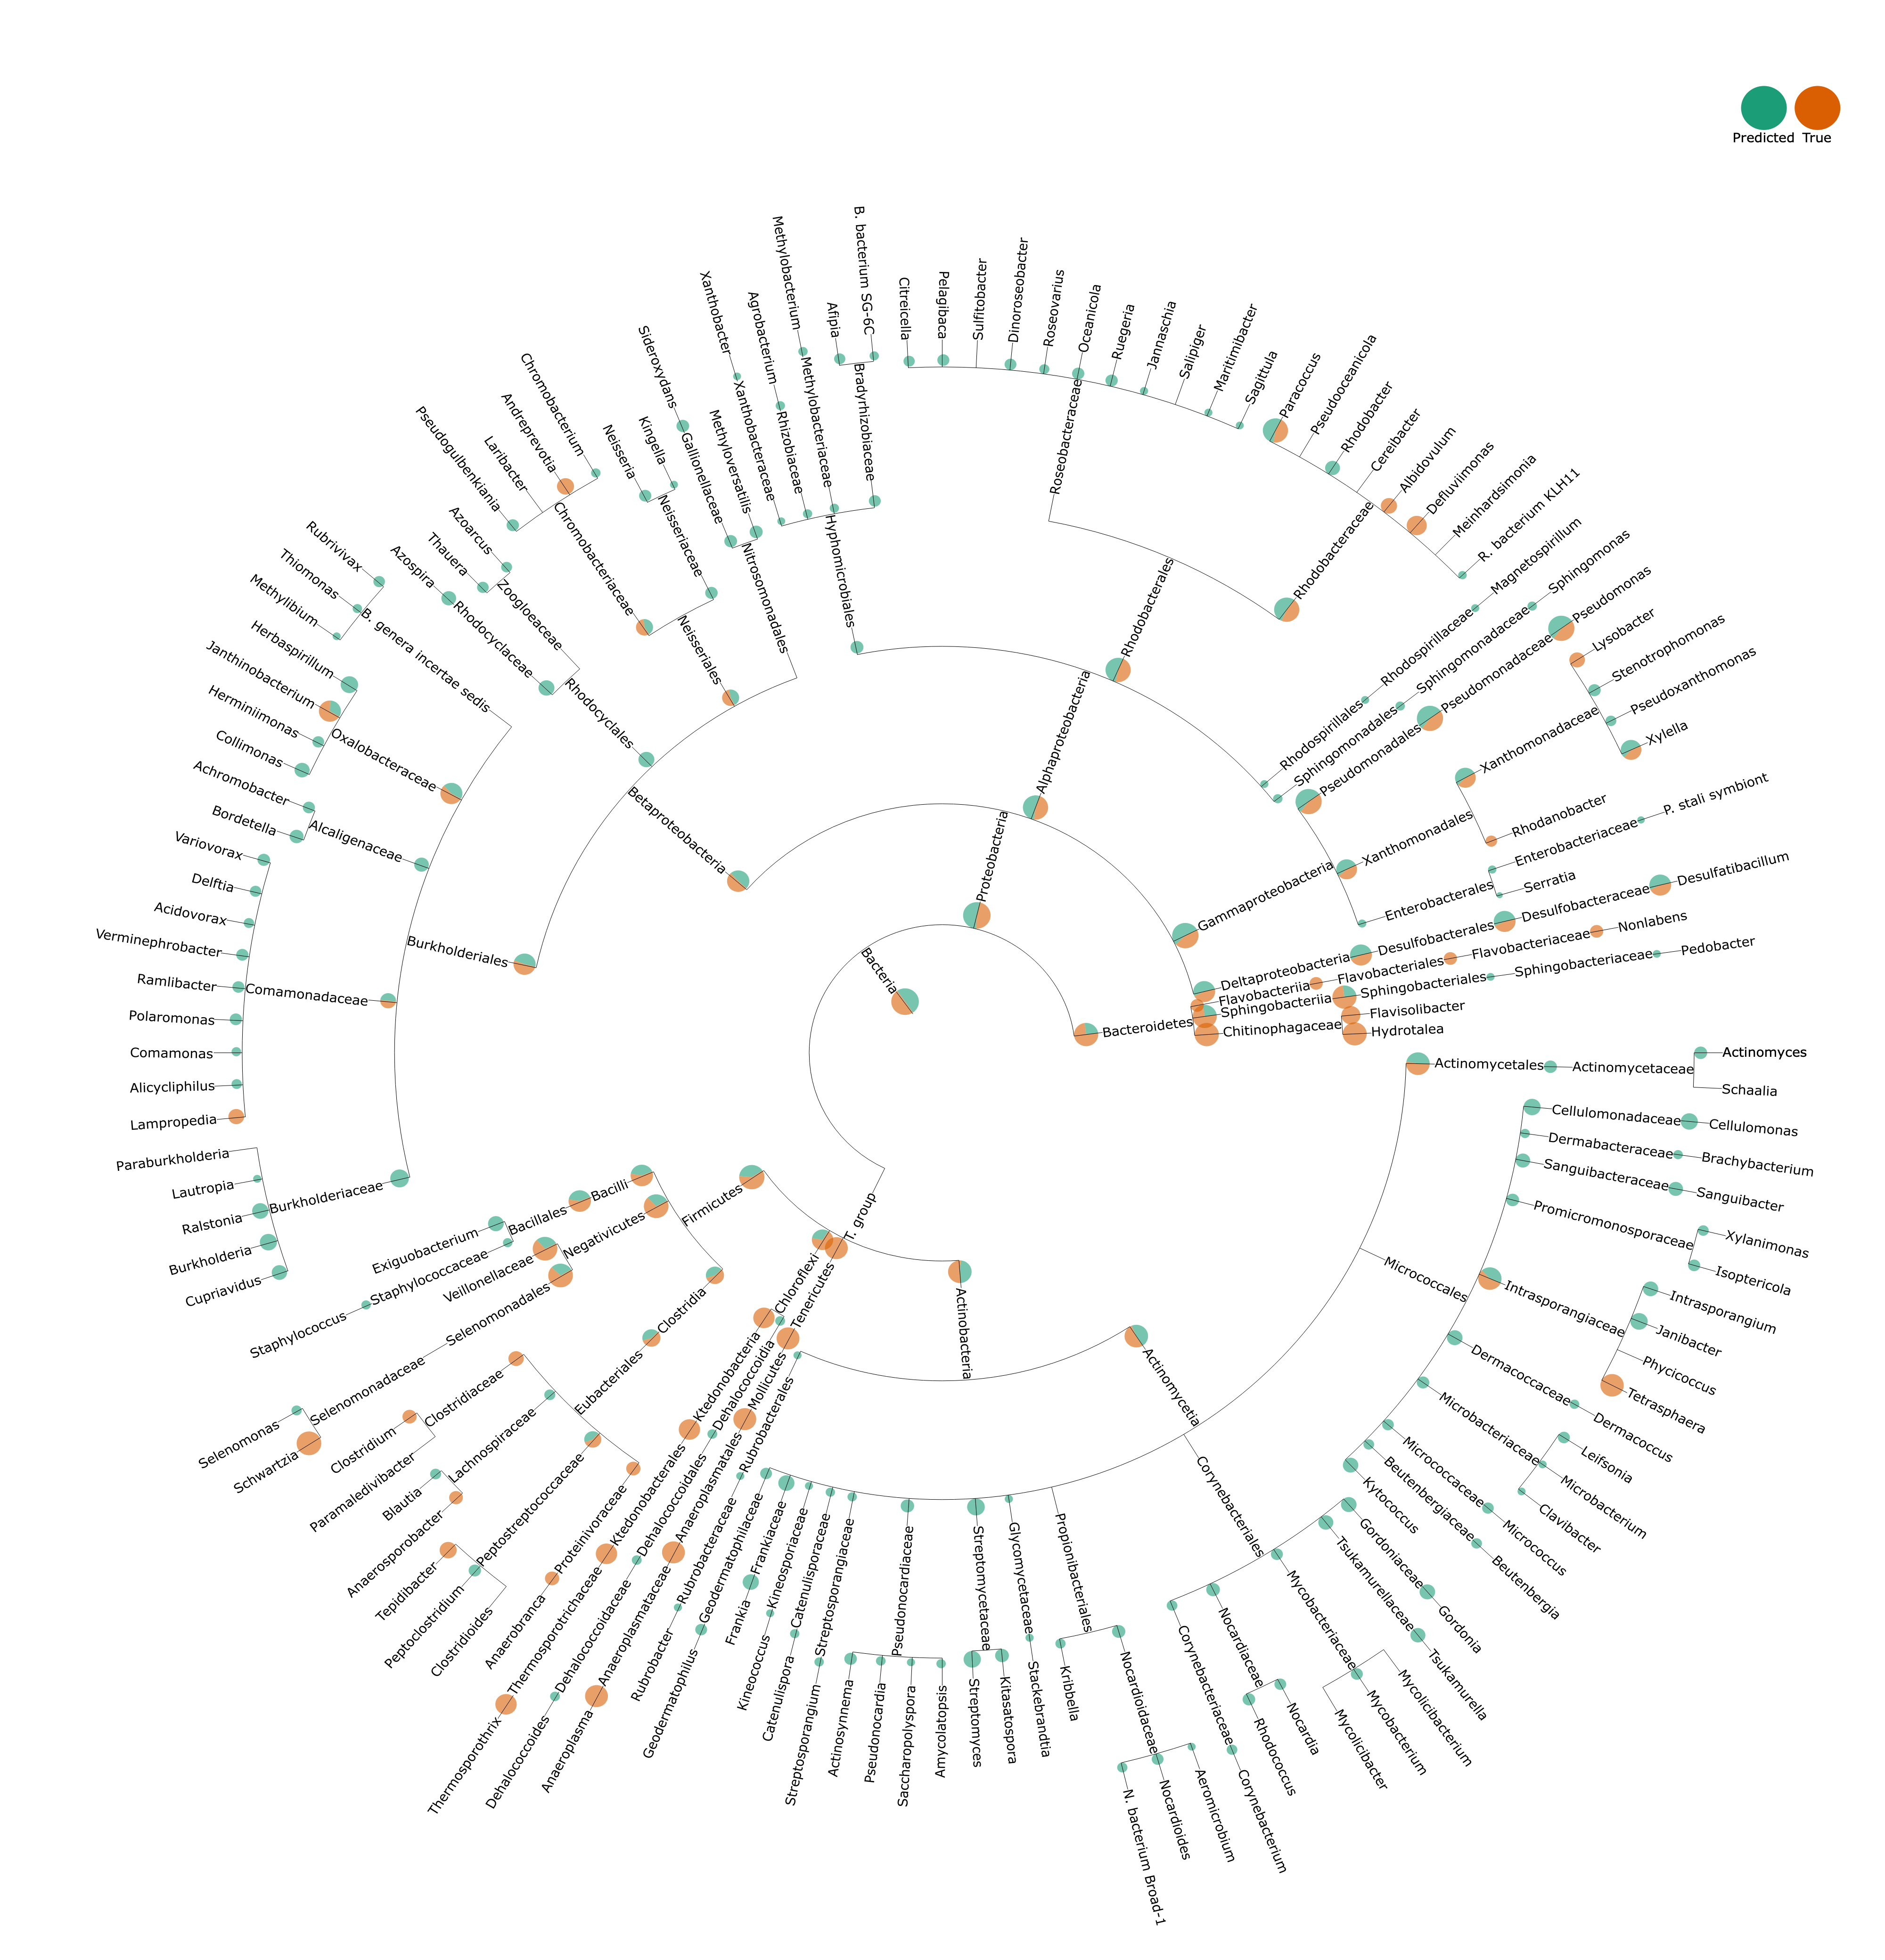 Predicted
True
B. bacterium SG-6C
Afipia
Methylobacterium
Agrobacterium
Xanthobacter
Citreicella
Pelagibaca
Sulfitobacter
Dinoroseobacter
Roseovarius
Oceanicola
Ruegeria
Jannaschia
Salipiger
Maritimibacter
Sagittula
Paracoccus
Pseudooceanicola
Rhodobacter
Cereibacter
Albidovulum
Defluviimonas
Meinhardsimonia
R. bacterium KLH11
Magnetospirillum
Sphingomonas
Pseudomonas
Lysobacter
Stenotrophomonas
Pseudoxanthomonas
Xylella
Rhodanobacter
P. stali symbiont
Serratia
Desulfatibacillum
Nonlabens
Pedobacter
Flavisolibacter
Hydrotalea
Bradyrhizobiaceae
Methylobacteriaceae
Rhizobiaceae
Xanthobacteraceae
Hyphomicrobiales
Roseobacteraceae
Rhodobacteraceae
Rhodobacterales
Alphaproteobacteria
Proteobacteria
Bacteria
Rhodospirillaceae
Rhodospirillales
Sphingomonadaceae
Sphingomonadales
Pseudomonadaceae
Pseudomonadales
Xanthomonadaceae
Xanthomonadales
Gammaproteobacteria
Enterobacteriaceae
Enterobacterales
Desulfobacteraceae
Desulfobacterales
Deltaproteobacteria
Flavobacteriaceae
Flavobacteriales
Flavobacteriia
Sphingobacteriaceae
Sphingobacteriales
Sphingobacteriia
Chitinophagaceae
Bacteroidetes
Sideroxydans
Gallionellaceae
Methyloversatilis
Nitrosomonadales
Kingella
Neisseria
Neisseriaceae
Chromobacterium
Andreprevotia
Laribacter
Pseudogulbenkiania
Chromobacteriaceae
Neisseriales
Azoarcus
Thauera
Zoogloeaceae
Azospira
Rhodocyclaceae
Rhodocyclales
Betaproteobacteria
Rubrivivax
Thiomonas
Methylibium
B. genera incertae sedis
Herbaspirillum
Janthinobacterium
Herminiimonas
Collimonas
Oxalobacteraceae
Achromobacter
Bordetella
Alcaligenaceae
Variovorax
Delftia
Acidovorax
Verminephrobacter
Ramlibacter
Comamonadaceae
Polaromonas
Comamonas
Alicycliphilus
Lampropedia
Burkholderiales
Paraburkholderia
Lautropia
Ralstonia
Burkholderia
Cupriavidus
Burkholderiaceae
T. group
Firmicutes
Bacilli
Bacillales
Exiguobacterium
Staphylococcaceae
Staphylococcus
Negativicutes
Veillonellaceae
Selenomonadales
Selenomonadaceae
Selenomonas
Schwartzia
Clostridia
Eubacteriales
Clostridiaceae
Clostridium
Paramaledivibacter
Lachnospiraceae
Blautia
Anaerosporobacter
Peptostreptococcaceae
Tepidibacter
Peptoclostridium
Clostridioides
Proteinivoraceae
Anaerobranca
Chloroflexi
Ktedonobacteria
Ktedonobacterales
Thermosporotrichaceae
Thermosporothrix
Dehalococcoidia
Dehalococcoidales
Dehalococcoidaceae
Dehalococcoides
Tenericutes
Mollicutes
Anaeroplasmatales
Anaeroplasmataceae
Anaeroplasma
Actinobacteria
Rubrobacterales
Rubrobacteraceae
Rubrobacter
Actinomycetia
Geodermatophilaceae
Geodermatophilus
Frankiaceae
Frankia
Kineosporiaceae
Kineococcus
Catenulisporaceae
Catenulispora
Streptosporangiaceae
Streptosporangium
Pseudonocardiaceae
Actinosynnema
Pseudonocardia
Saccharopolyspora
Amycolatopsis
Streptomycetaceae
Streptomyces
Kitasatospora
Glycomycetaceae
Stackebrandtia
Propionibacteriales
Kribbella
Nocardioidaceae
N. bacterium Broad-1
Nocardioides
Aeromicrobium
Corynebacteriales
Corynebacteriaceae
Corynebacterium
Nocardiaceae
Rhodococcus
Nocardia
Mycobacteriaceae
Mycolicibacter
Mycobacterium
Mycolicibacterium
Tsukamurellaceae
Tsukamurella
Gordoniaceae
Gordonia
Micrococcales
Kytococcus
Beutenbergiaceae
Beutenbergia
Micrococcaceae
Micrococcus
Microbacteriaceae
Clavibacter
Microbacterium
Leifsonia
Dermacoccaceae
Dermacoccus
Intrasporangiaceae
Tetrasphaera
Phycicoccus
Janibacter
Intrasporangium
Promicromonosporaceae
Isoptericola
Xylanimonas
Sanguibacteraceae
Sanguibacter
Dermabacteraceae
Brachybacterium
Cellulomonadaceae
Cellulomonas
Actinomycetales
Actinomycetaceae
Actinomyces
Schaalia